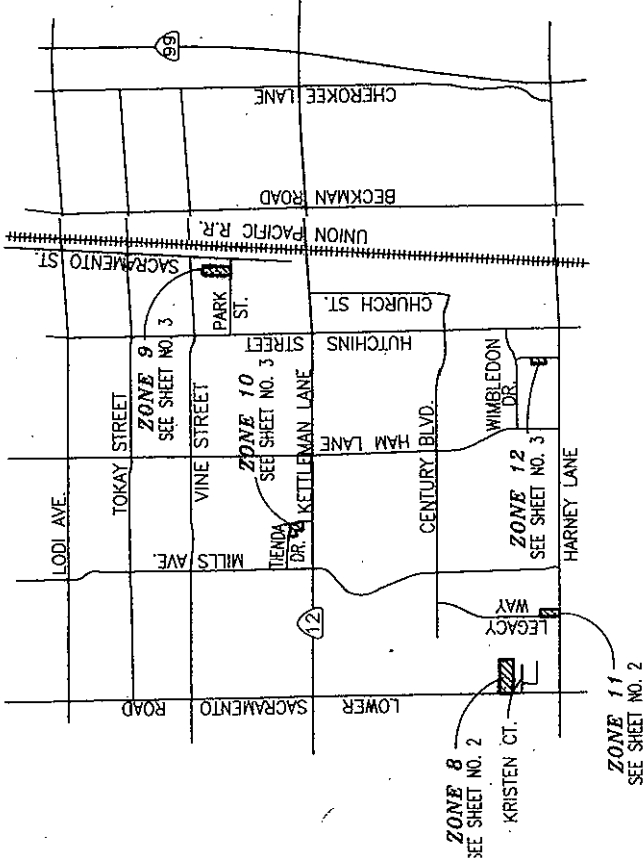 99
CHEROKEE LANE
BECKMAN ROAD
UNION PACIFIC R.R.
SACRAMENTO ST.
PARK
ST.
CHURCH ST.
HUTCHINS
STREET
ZONE 9
SEE SHEET NO. 3
ZONE 10
SEE SHEET NO. 3
LODI AVE.
TOKAY STREET
VINE STREET
KETTLEMAN LANE
HAM LANE
CENTURY BLVD.
WIMBLEDON
DR.
ZONE 12
SEE SHEET NO. 3
HARNEY LANE
TIENDA
DR.
MILLS AVE.
12
LEGACY
WAY
LOWER
SACRAMENTO
ROAD
ZONE 8
SEE SHEET NO. 2
KRISTEN CT.
ZONE 11
SEE SHEET NO. 2